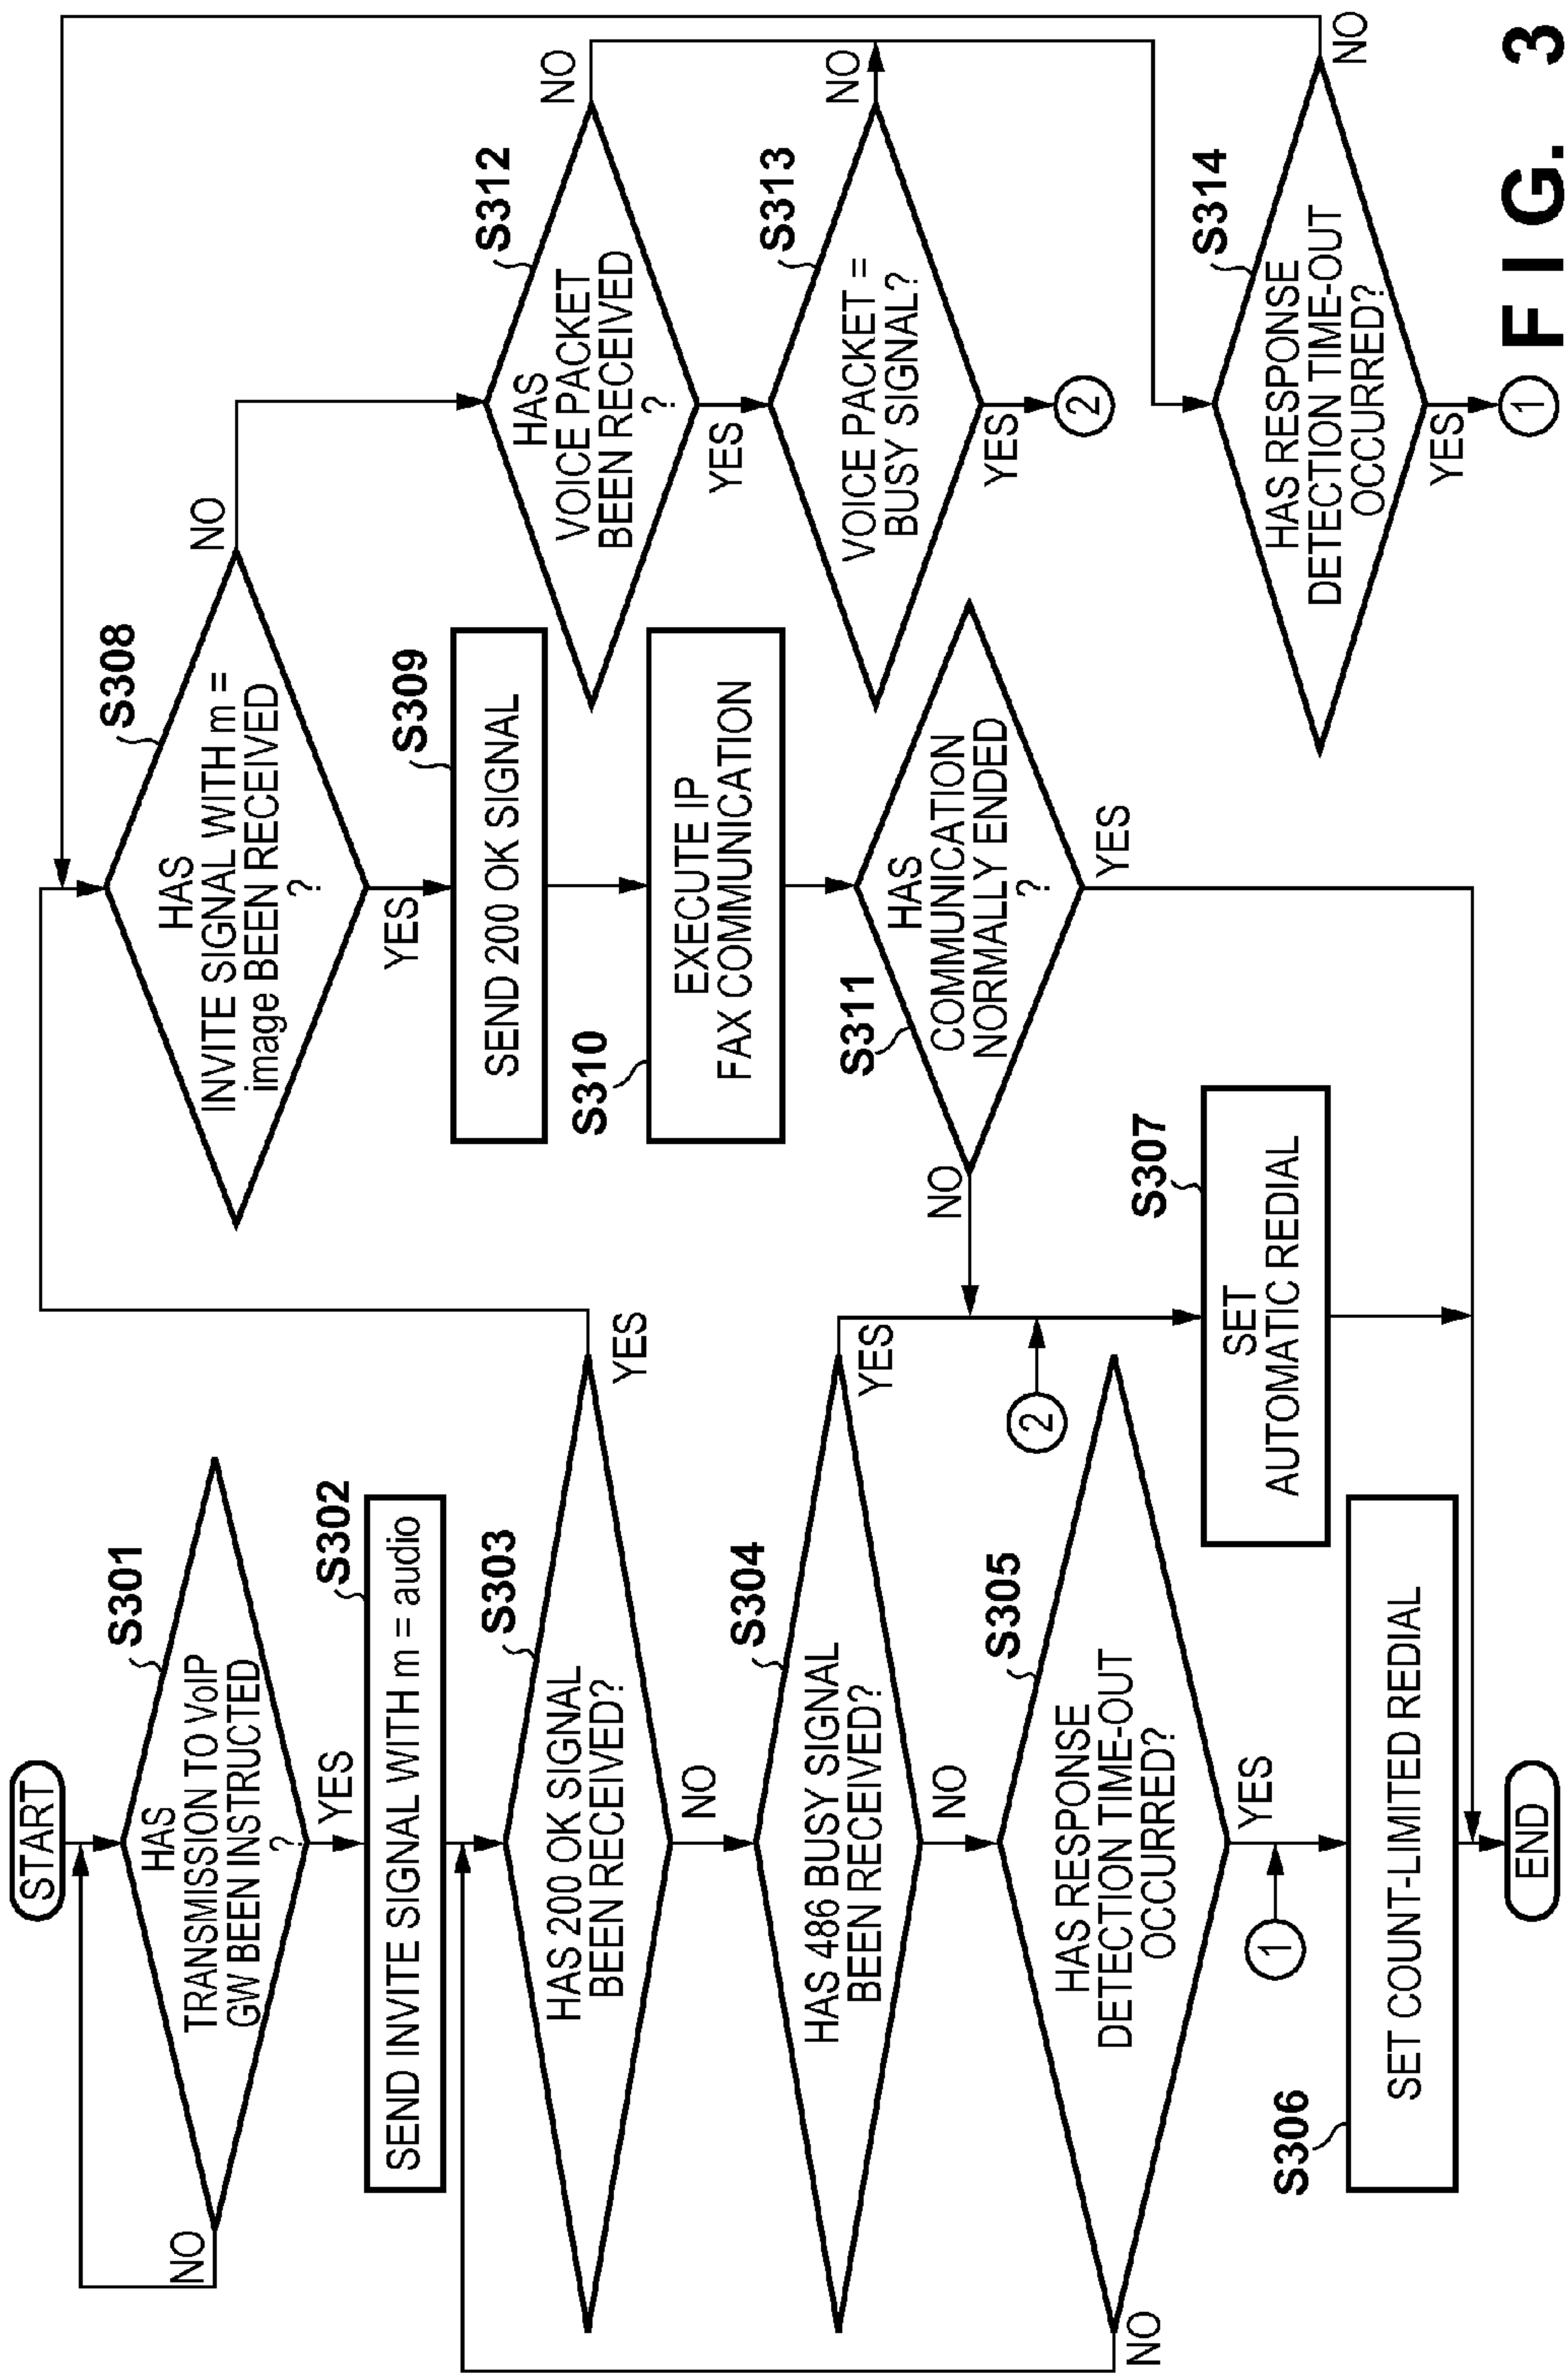 START
S301
HAS
TRANSMISSION TO VoIP
GW BEEN INSTRUCTED
?
NO
YES
S302
SEND INVITE SIGNAL WITH m = audio
S303
HAS 200 OK SIGNAL
BEEN RECEIVED?
YES
NO
S304
HAS 486 BUSY SIGNAL
BEEN RECEIVED?
YES
NO
S305
HAS RESPONSE
DETECTION TIME-OUT
OCCURRED?
NO
YES
1
S306
SET COUNT-LIMITED REDIAL
END
2
S307
SET
AUTOMATIC REDIAL
S308
HAS
INVITE SIGNAL WITH m =
image BEEN RECEIVED
?
NO
YES
S309
SEND 200 OK SIGNAL
S310
EXECUTE IP
FAX COMMUNICATION
S311
HAS
COMMUNICATION
NORMALLY ENDED
?
NO
YES
S312
HAS
VOICE PACKET
BEEN RECEIVED
?
NO
YES
S313
VOICE PACKET =
BUSY SIGNAL?
NO
YES
2
S314
HAS RESPONSE
DETECTION TIME-OUT
OCCURRED?
NO
YES
1
FIG. 3